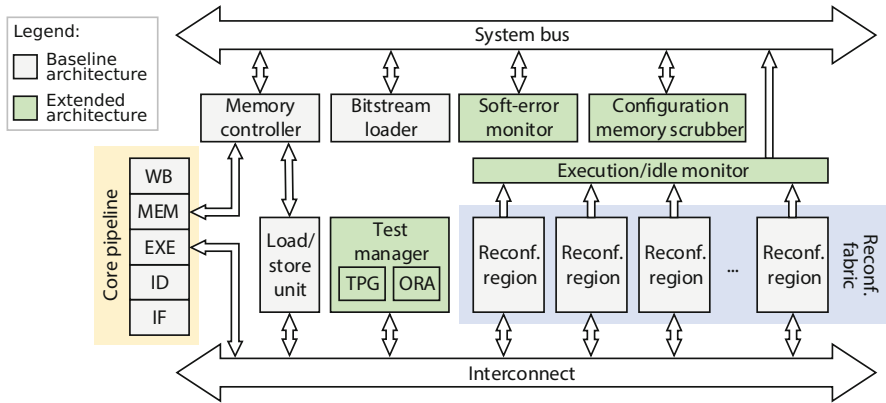 Legend:
Baseline
architecture
Extended
architecture
System bus
Memory
controller
Bitstream
loader
Soft-error
monitor
Configuration
memory scrubber
Execution/idle monitor
Core pipeline
WB
MEM
EXE
ID
IF
Load/
store
unit
Test
manager
TPG
ORA
Reconf.
region
Reconf.
region
Reconf.
region
...
Reconf.
region
Reconf.
fabric
Interconnect